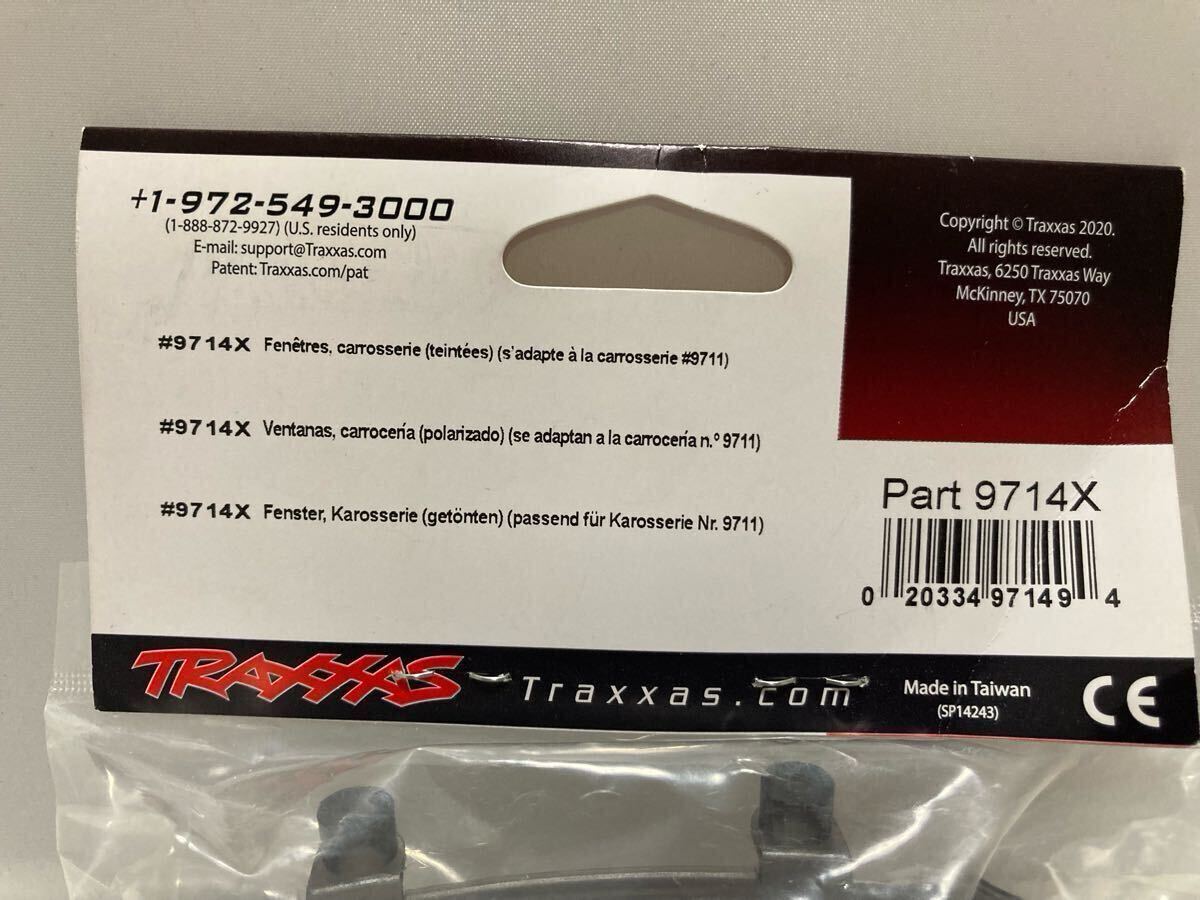 +1-972-549-3000
(1-888-872-9927) (U.S. residents only)
E-mail: support@Traxxas.com
Patent: Traxxas.com/pat
Copyright © Traxxas 2020.
All rights reserved.
Traxxas, 6250 Traxxas Way
McKinney, TX 75070
USA
#9714X Fenêtres, carrosserie (teintées) (s'adapte à la carrosserie #9711)
#9714X Ventanas, carrocería (polarizado) (se adaptan a la carrocería n.º 9711)
#9714X Fenster, Karosserie (getönten) (passend für Karosserie Nr. 9711)
Part 9714X
0 20334 97149 4
TRAXXAS Traxxas.com
Made in Taiwan
(SP14243)
CE